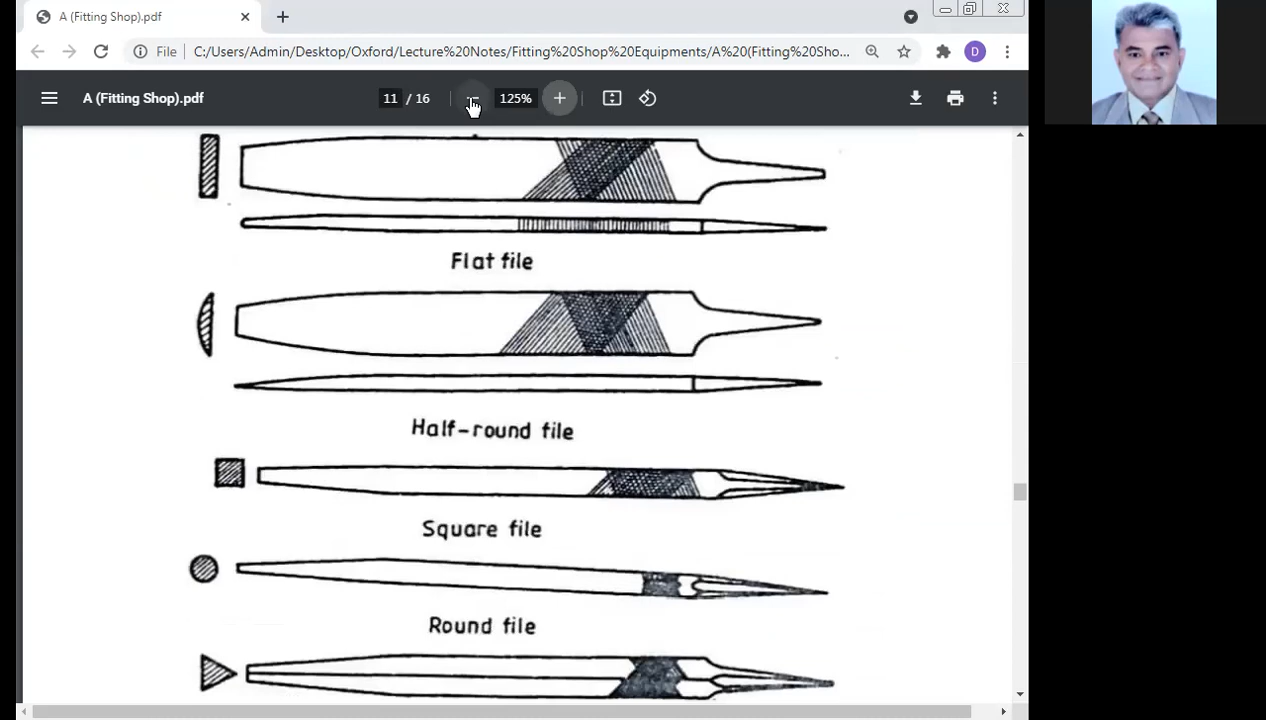 A (Fitting Shop).pdf
File
C:/Users/Admin/Desktop/Oxford/Lecture%20Notes/Fitting%20Shop%20Equipments/A%20(Fitting%20Sho...
D
A (Fitting Shop).pdf
11 / 16
125%
Flat file
Half-round file
Square file
Round file